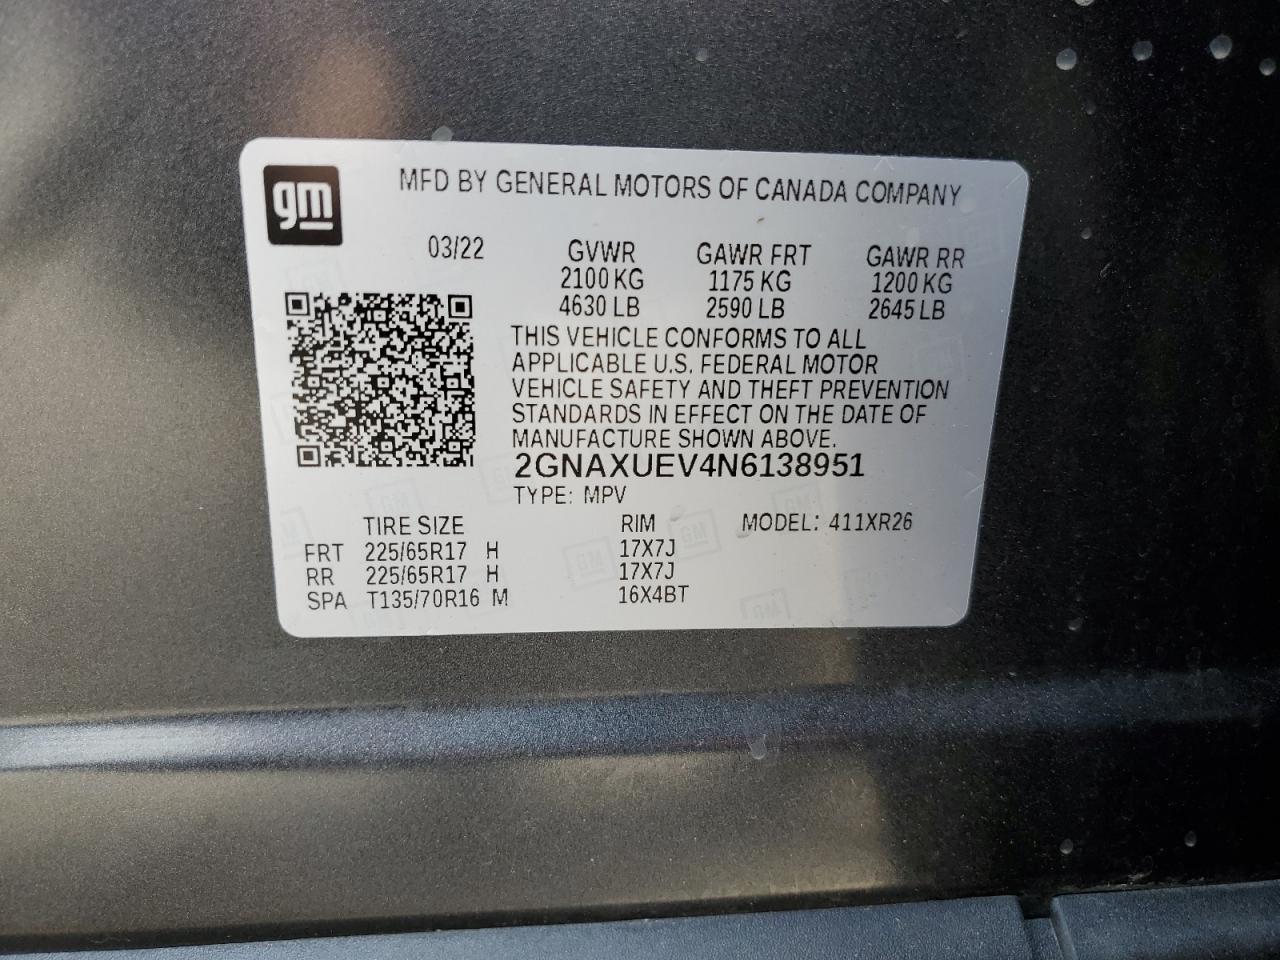 gm
MFD BY GENERAL MOTORS OF CANADA COMPANY
03/22 GVWR GAWR FRT GAWR RR
2100 KG 1175 KG 1200 KG
4630 LB 2590 LB 2645 LB
THIS VEHICLE CONFORMS TO ALL
APPLICABLE U.S. FEDERAL MOTOR
VEHICLE SAFETY AND THEFT PREVENTION
STANDARDS IN EFFECT ON THE DATE OF
MANUFACTURE SHOWN ABOVE.
2GNAXUEV4N6138951
TYPE: MPV
TIRE SIZE RIM MODEL: 411XR26
FRT 225/65R17 H 17X7J
RR 225/65R17 H 17X7J
SPA T135/70R16 M 16X4BT